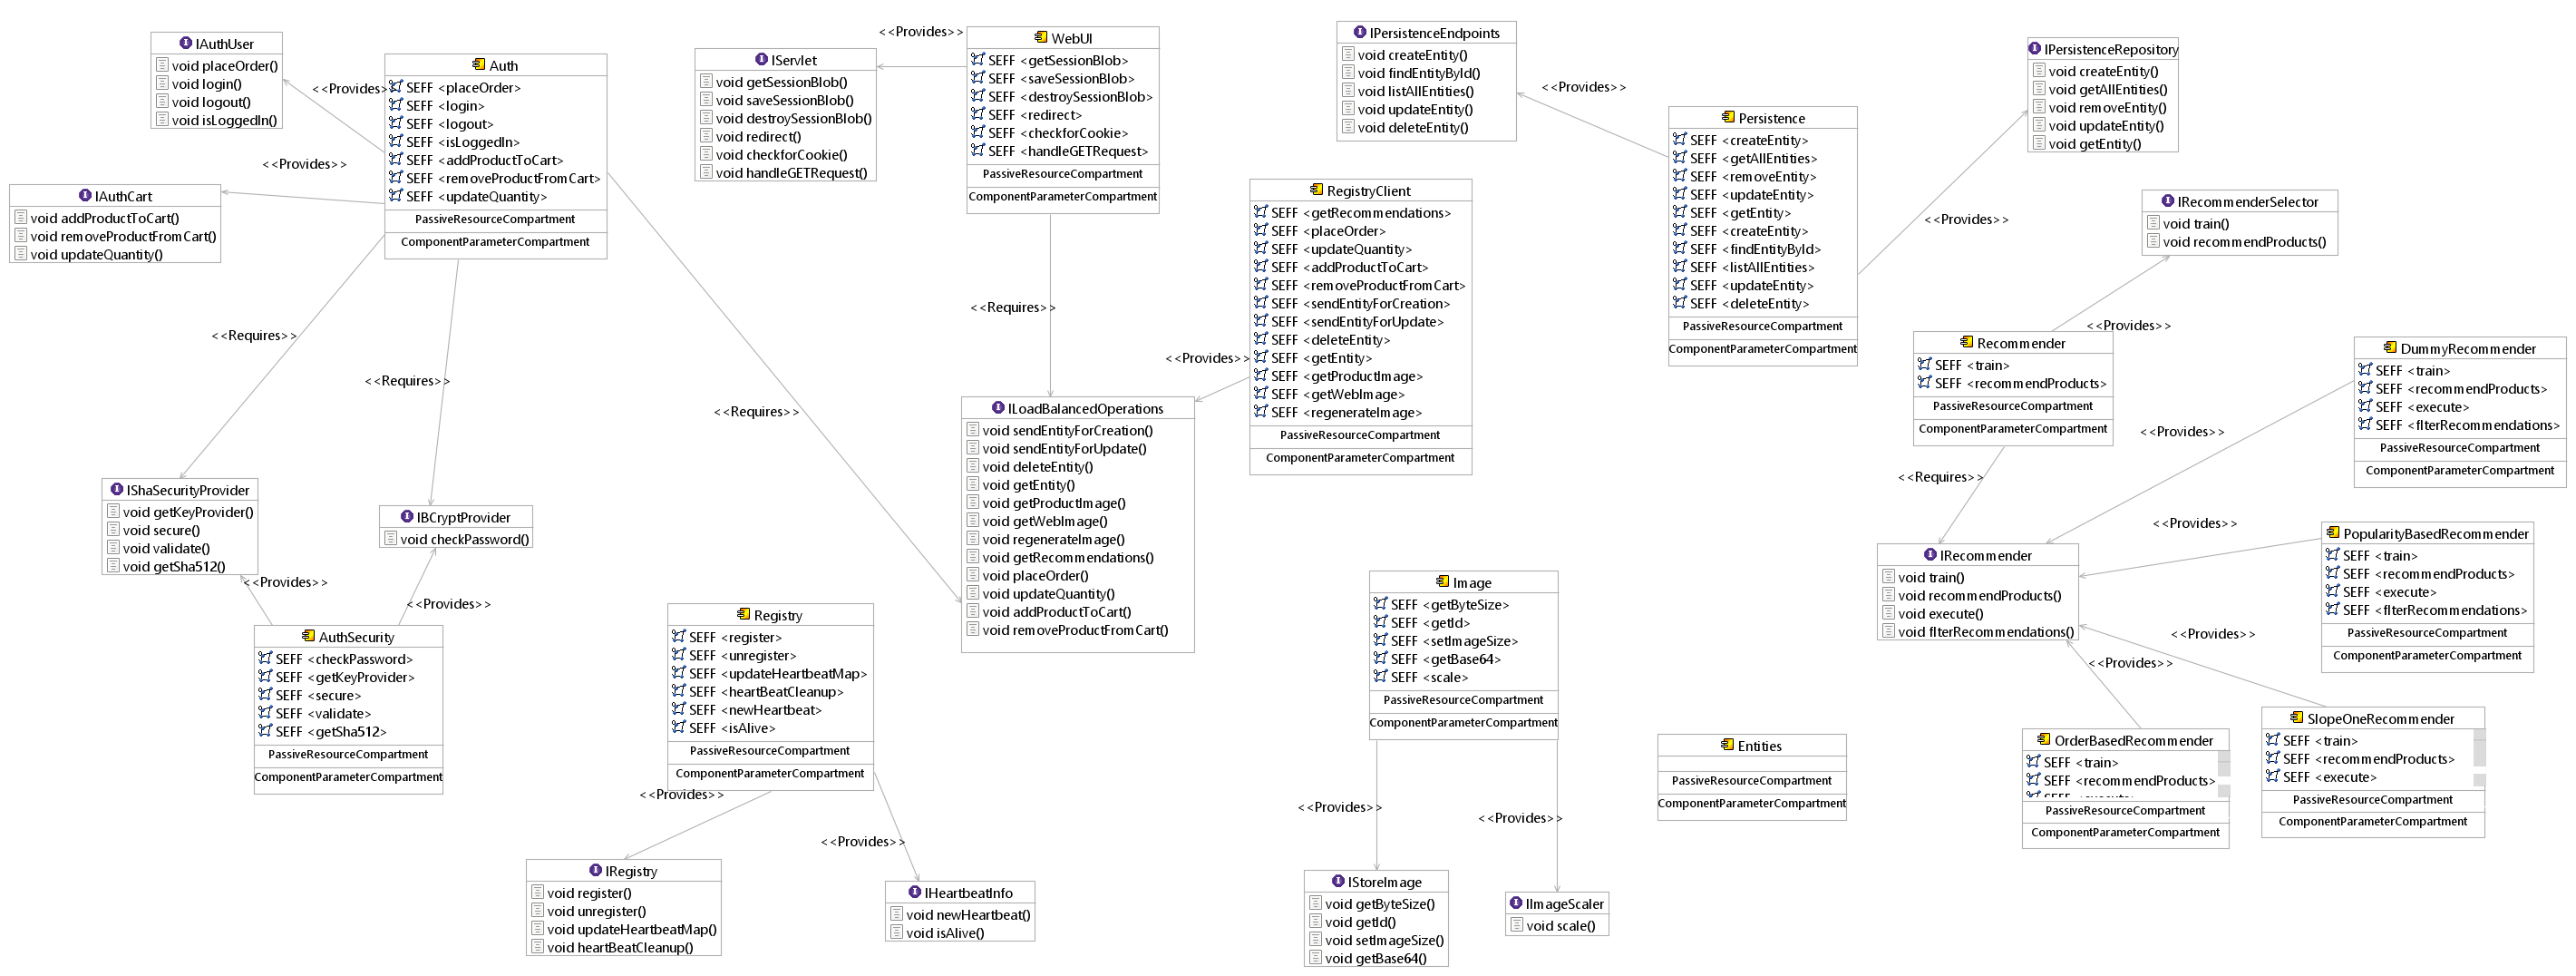 IAuthUser
void placeOrder()
void login()
void logout()
void isLoggedIn()
<<Provides>>
Auth
SEFF <placeOrder>
SEFF <login>
SEFF <logout>
SEFF <isLoggedIn>
SEFF <addProductToCart>
SEFF <removeProductFromCart>
SEFF <updateQuantity>
PassiveResourceCompartment
ComponentParameterCompartment
<<Provides>>
IAuthCart
void addProductToCart()
void removeProductFromCart()
void updateQuantity()
<<Requires>>
<<Requires>>
<<Requires>>
IShaSecurityProvider
void getKeyProvider()
void secure()
void validate()
void getSha512()
IBCryptProvider
void checkPassword()
<<Provides>>
<<Provides>>
AuthSecurity
SEFF <checkPassword>
SEFF <getKeyProvider>
SEFF <secure>
SEFF <validate>
SEFF <getSha512>
PassiveResourceCompartment
ComponentParameterCompartment
IServlet
void getSessionBlob()
void saveSessionBlob()
void destroySessionBlob()
void redirect()
void checkforCookie()
void handleGETRequest()
<<Provides>>
WebUI
SEFF <getSessionBlob>
SEFF <saveSessionBlob>
SEFF <destroySessionBlob>
SEFF <redirect>
SEFF <checkforCookie>
SEFF <handleGETRequest>
PassiveResourceCompartment
ComponentParameterCompartment
<<Requires>>
<<Provides>>
RegistryClient
SEFF <getRecommendations>
SEFF <placeOrder>
SEFF <updateQuantity>
SEFF <addProductToCart>
SEFF <removeProductFromCart>
SEFF <sendEntityForCreation>
SEFF <sendEntityForUpdate>
SEFF <deleteEntity>
SEFF <getEntity>
SEFF <getProductImage>
SEFF <getWebImage>
SEFF <regenerateImage>
PassiveResourceCompartment
ComponentParameterCompartment
ILoadBalancedOperations
void sendEntityForCreation()
void sendEntityForUpdate()
void deleteEntity()
void getEntity()
void getProductImage()
void getWebImage()
void regenerateImage()
void getRecommendations()
void placeOrder()
void updateQuantity()
void addProductToCart()
void removeProductFromCart()
Registry
SEFF <register>
SEFF <unregister>
SEFF <updateHeartbeatMap>
SEFF <heartBeatCleanup>
SEFF <newHeartbeat>
SEFF <isAlive>
PassiveResourceCompartment
ComponentParameterCompartment
<<Provides>>
<<Provides>>
IRegistry
void register()
void unregister()
void updateHeartbeatMap()
void heartBeatCleanup()
IHeartbeatInfo
void newHeartbeat()
void isAlive()
IPersistenceEndpoints
void createEntity()
void findEntityById()
void listAllEntities()
void updateEntity()
void deleteEntity()
<<Provides>>
Persistence
SEFF <createEntity>
SEFF <getAllEntities>
SEFF <removeEntity>
SEFF <updateEntity>
SEFF <getEntity>
SEFF <createEntity>
SEFF <findEntityById>
SEFF <listAllEntities>
SEFF <updateEntity>
SEFF <deleteEntity>
PassiveResourceCompartment
ComponentParameterCompartment
<<Provides>>
IPersistenceRepository
void createEntity()
void getAllEntities()
void removeEntity()
void updateEntity()
void getEntity()
IRecommenderSelector
void train()
void recommendProducts()
<<Provides>>
Recommender
SEFF <train>
SEFF <recommendProducts>
PassiveResourceCompartment
ComponentParameterCompartment
<<Requires>>
DummyRecommender
SEFF <train>
SEFF <recommendProducts>
SEFF <execute>
SEFF <fIterRecommendations>
PassiveResourceCompartment
ComponentParameterCompartment
<<Provides>>
IRecommender
void train()
void recommendProducts()
void execute()
void fIterRecommendations()
<<Provides>>
PopularityBasedRecommender
SEFF <train>
SEFF <recommendProducts>
SEFF <execute>
SEFF <fIterRecommendations>
PassiveResourceCompartment
ComponentParameterCompartment
<<Provides>>
<<Provides>>
OrderBasedRecommender
SEFF <train>
SEFF <recommendProducts>
PassiveResourceCompartment
ComponentParameterCompartment
SlopeOneRecommender
SEFF <train>
SEFF <recommendProducts>
SEFF <execute>
PassiveResourceCompartment
ComponentParameterCompartment
Image
SEFF <getByteSize>
SEFF <getId>
SEFF <setImageSize>
SEFF <getBase64>
SEFF <scale>
PassiveResourceCompartment
ComponentParameterCompartment
<<Provides>>
<<Provides>>
IStoreImage
void getByteSize()
void getId()
void setImageSize()
void getBase64()
IImageScaler
void scale()
Entities
PassiveResourceCompartment
ComponentParameterCompartment